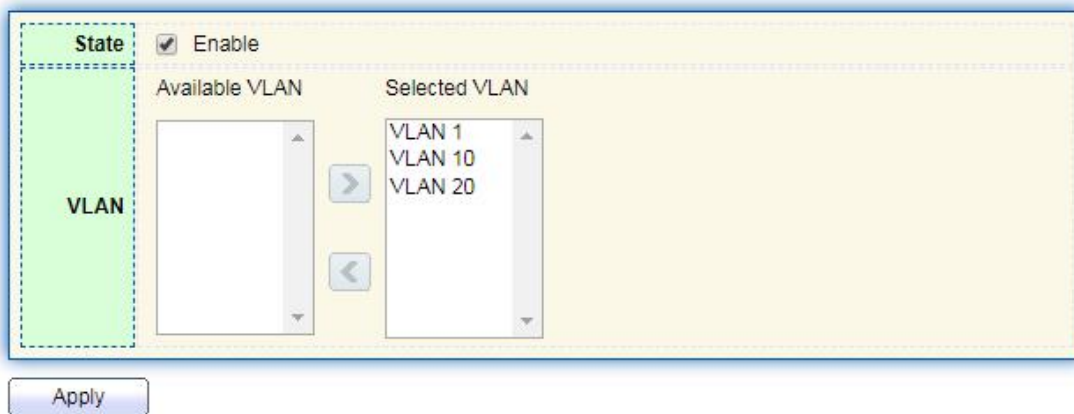 State Enable
Available VLAN Selected VLAN
VLAN
VLAN 1
VLAN 10
VLAN 20
Apply